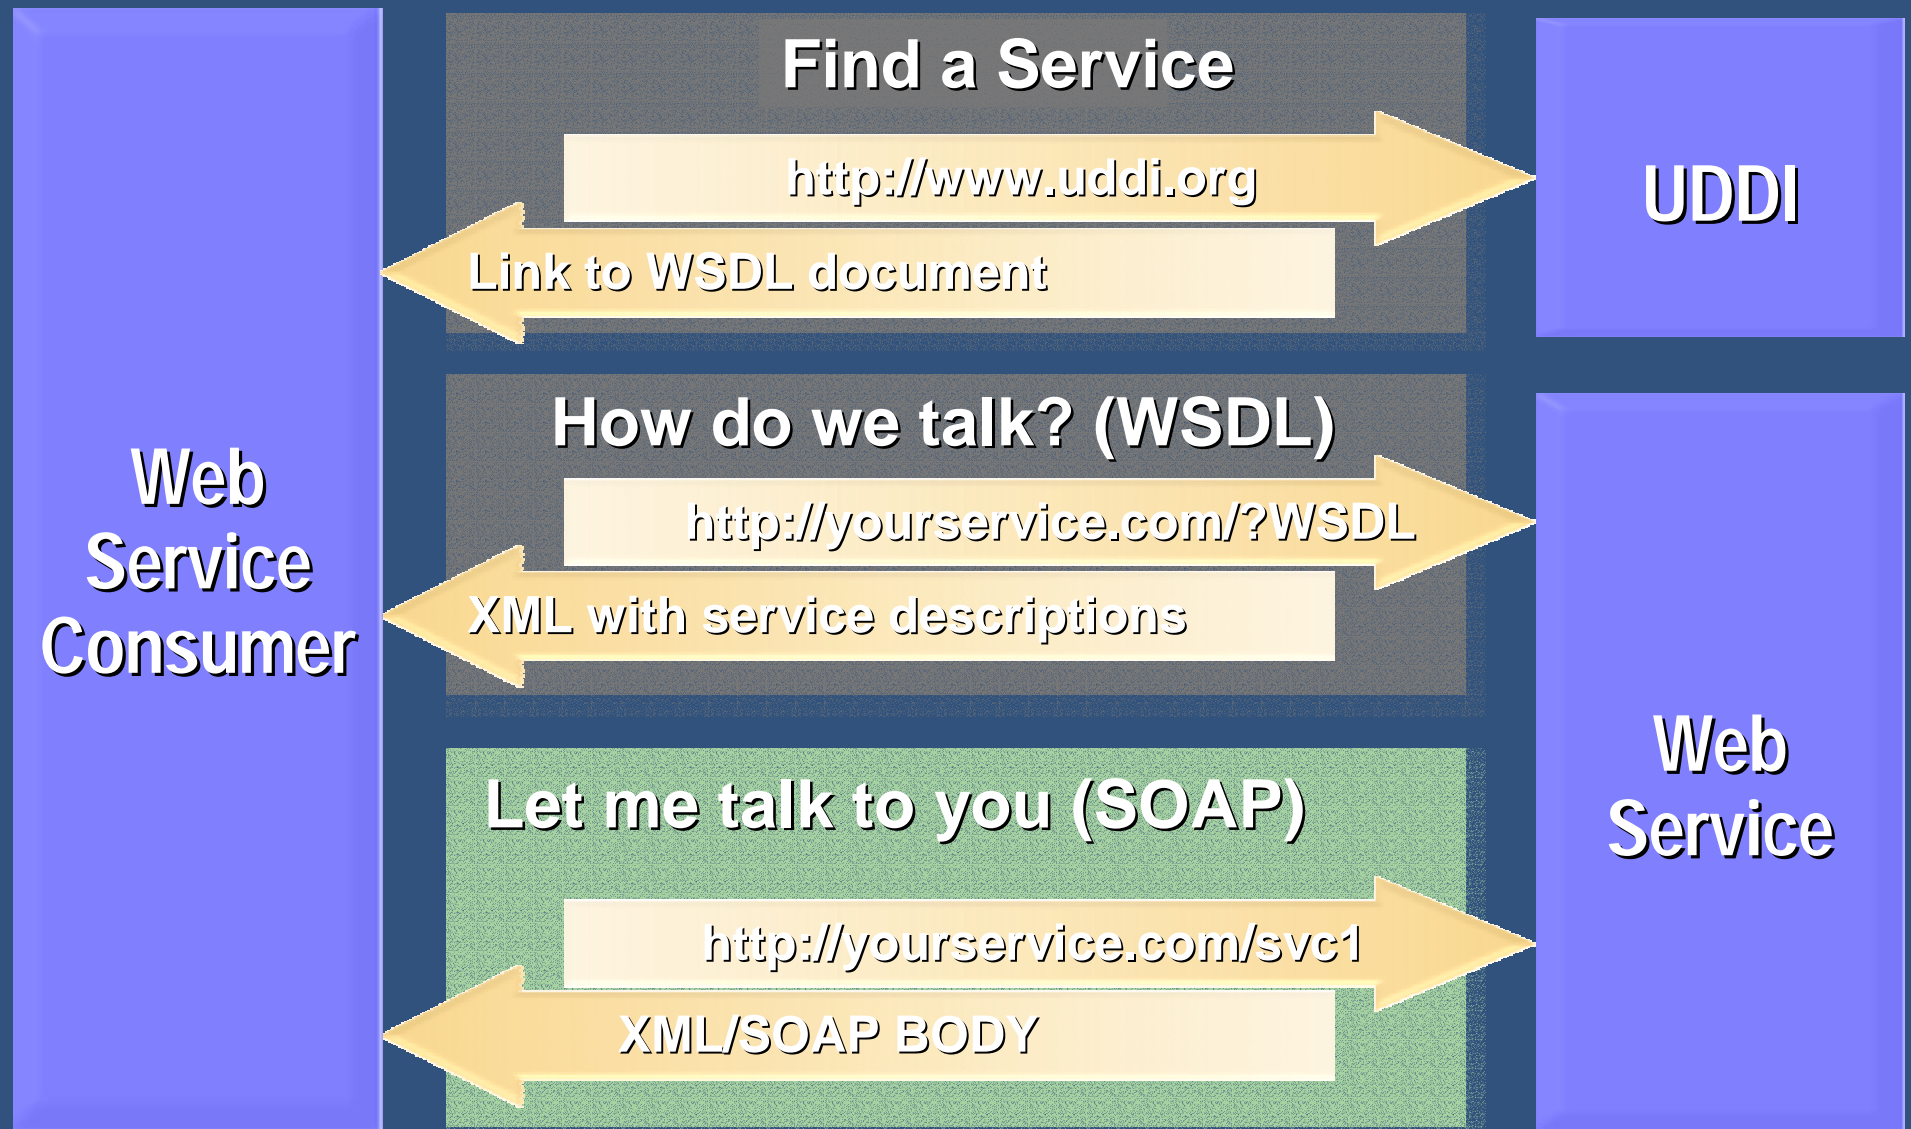 Find a Service
http://www.uddi.org
Link to WSDL document
UDDI
How do we talk? (WSDL)
http://yourservice.com/?WSDL
XML with service descriptions
Web
Service
Consumer
Let me talk to you (SOAP)
http://yourservice.com/svc1
XML/SOAP BODY
Web
Service